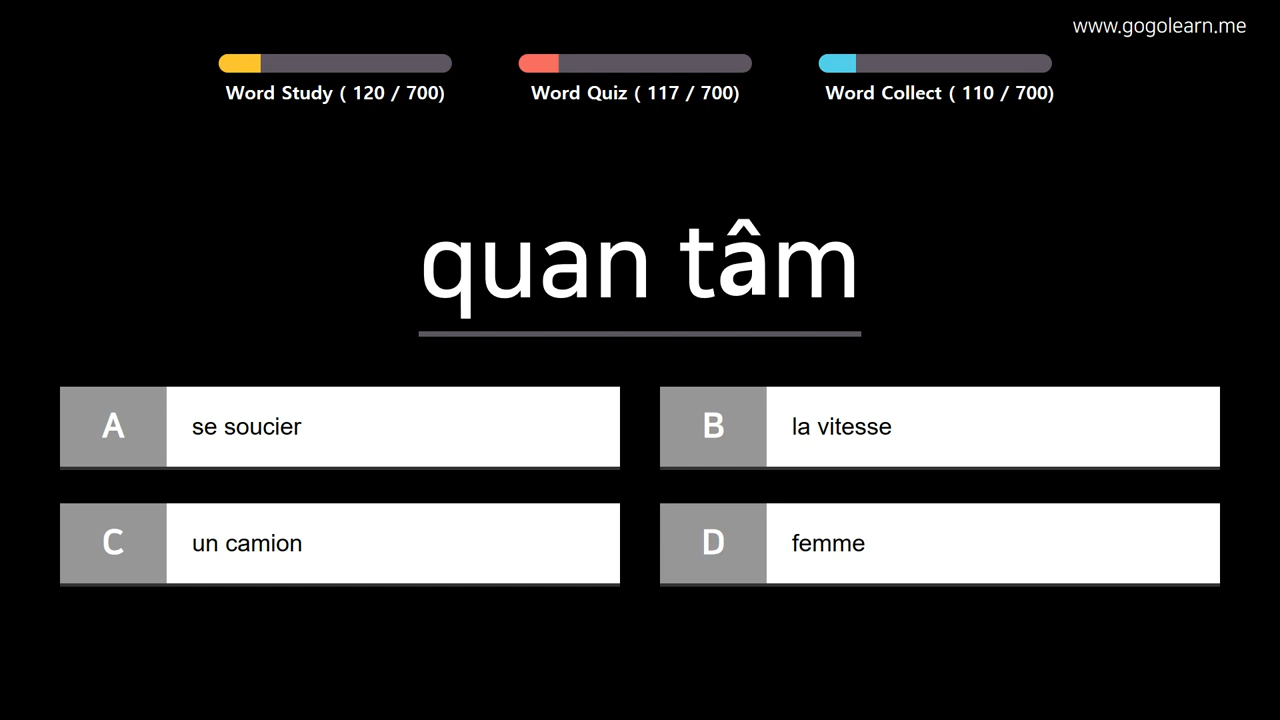 www.gogolearn.me
Word Study ( 120 / 700)
Word Quiz ( 117 / 700)
Word Collect ( 110 / 700)
quan tâm
A se soucier
B la vitesse
C un camion
D femme